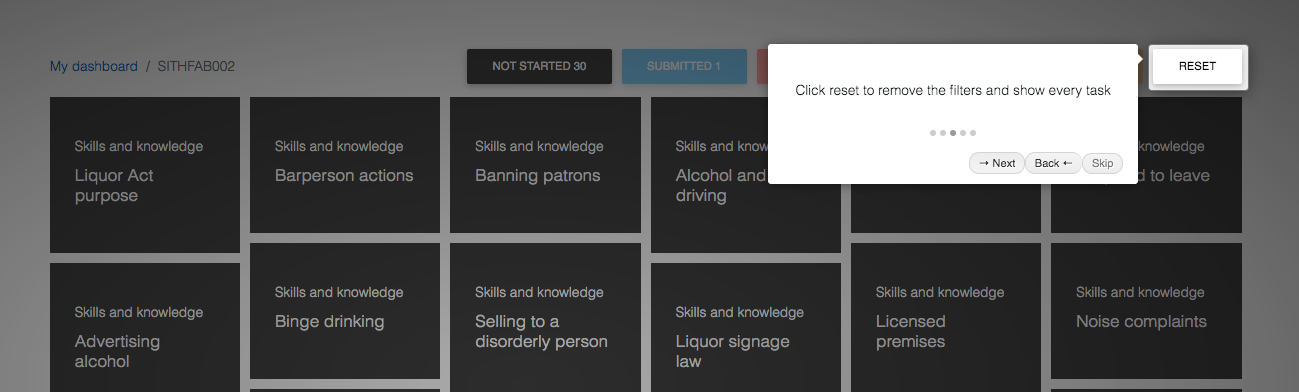 My dashboard / SITHFAB002
NOT STARTED 30
SUBMITTED 1
RESET
Click reset to remove the filters and show every task
→ Next
Back ←
Skip
Skills and knowledge
Liquor Act
purpose
Skills and knowledge
Barperson actions
Skills and knowledge
Banning patrons
Skills and
Alcohol and
driving
knowledge
to leave
Skills and knowledge
Advertising
alcohol
Skills and knowledge
Binge drinking
Skills and knowledge
Selling to a
disorderly person
Skills and knowledge
Liquor signage
law
Skills and knowledge
Licensed
premises
Skills and knowledge
Noise complaints